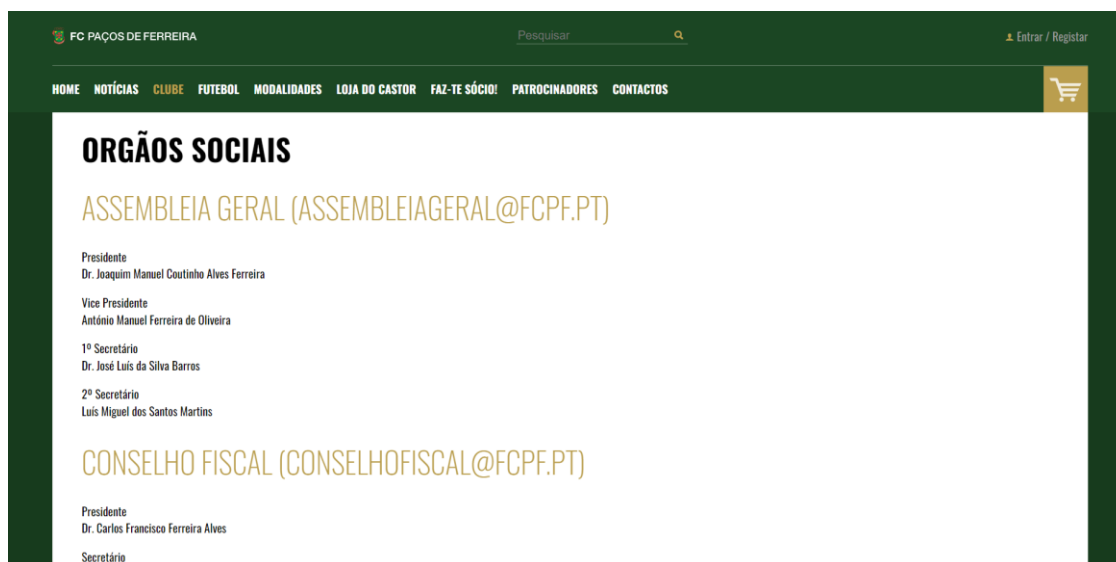 FC PAÇOS DE FERREIRA
Pesquisar
Entrar / Registar
HOME NOTÍCIAS CLUBE FUTEBOL MODALIDADES LOJA DO CASTOR FAZ-TE SÓCIO! PATROCINADORES CONTACTOS
ORGÃOS SOCIAIS
ASSEMBLEIA GERAL (ASSEMBLEIAGERAL@FCPF.PT)
Presidente
Dr. Joaquim Manuel Coutinho Alves Ferreira
Vice Presidente
António Manuel Ferreira de Oliveira
1º Secretário
Dr. José Luís da Silva Barros
2º Secretário
Luís Miguel dos Santos Martins
CONSELHO FISCAL (CONSELHOFISCAL@FCPF.PT)
Presidente
Dr. Carlos Francisco Ferreira Alves
Secretário